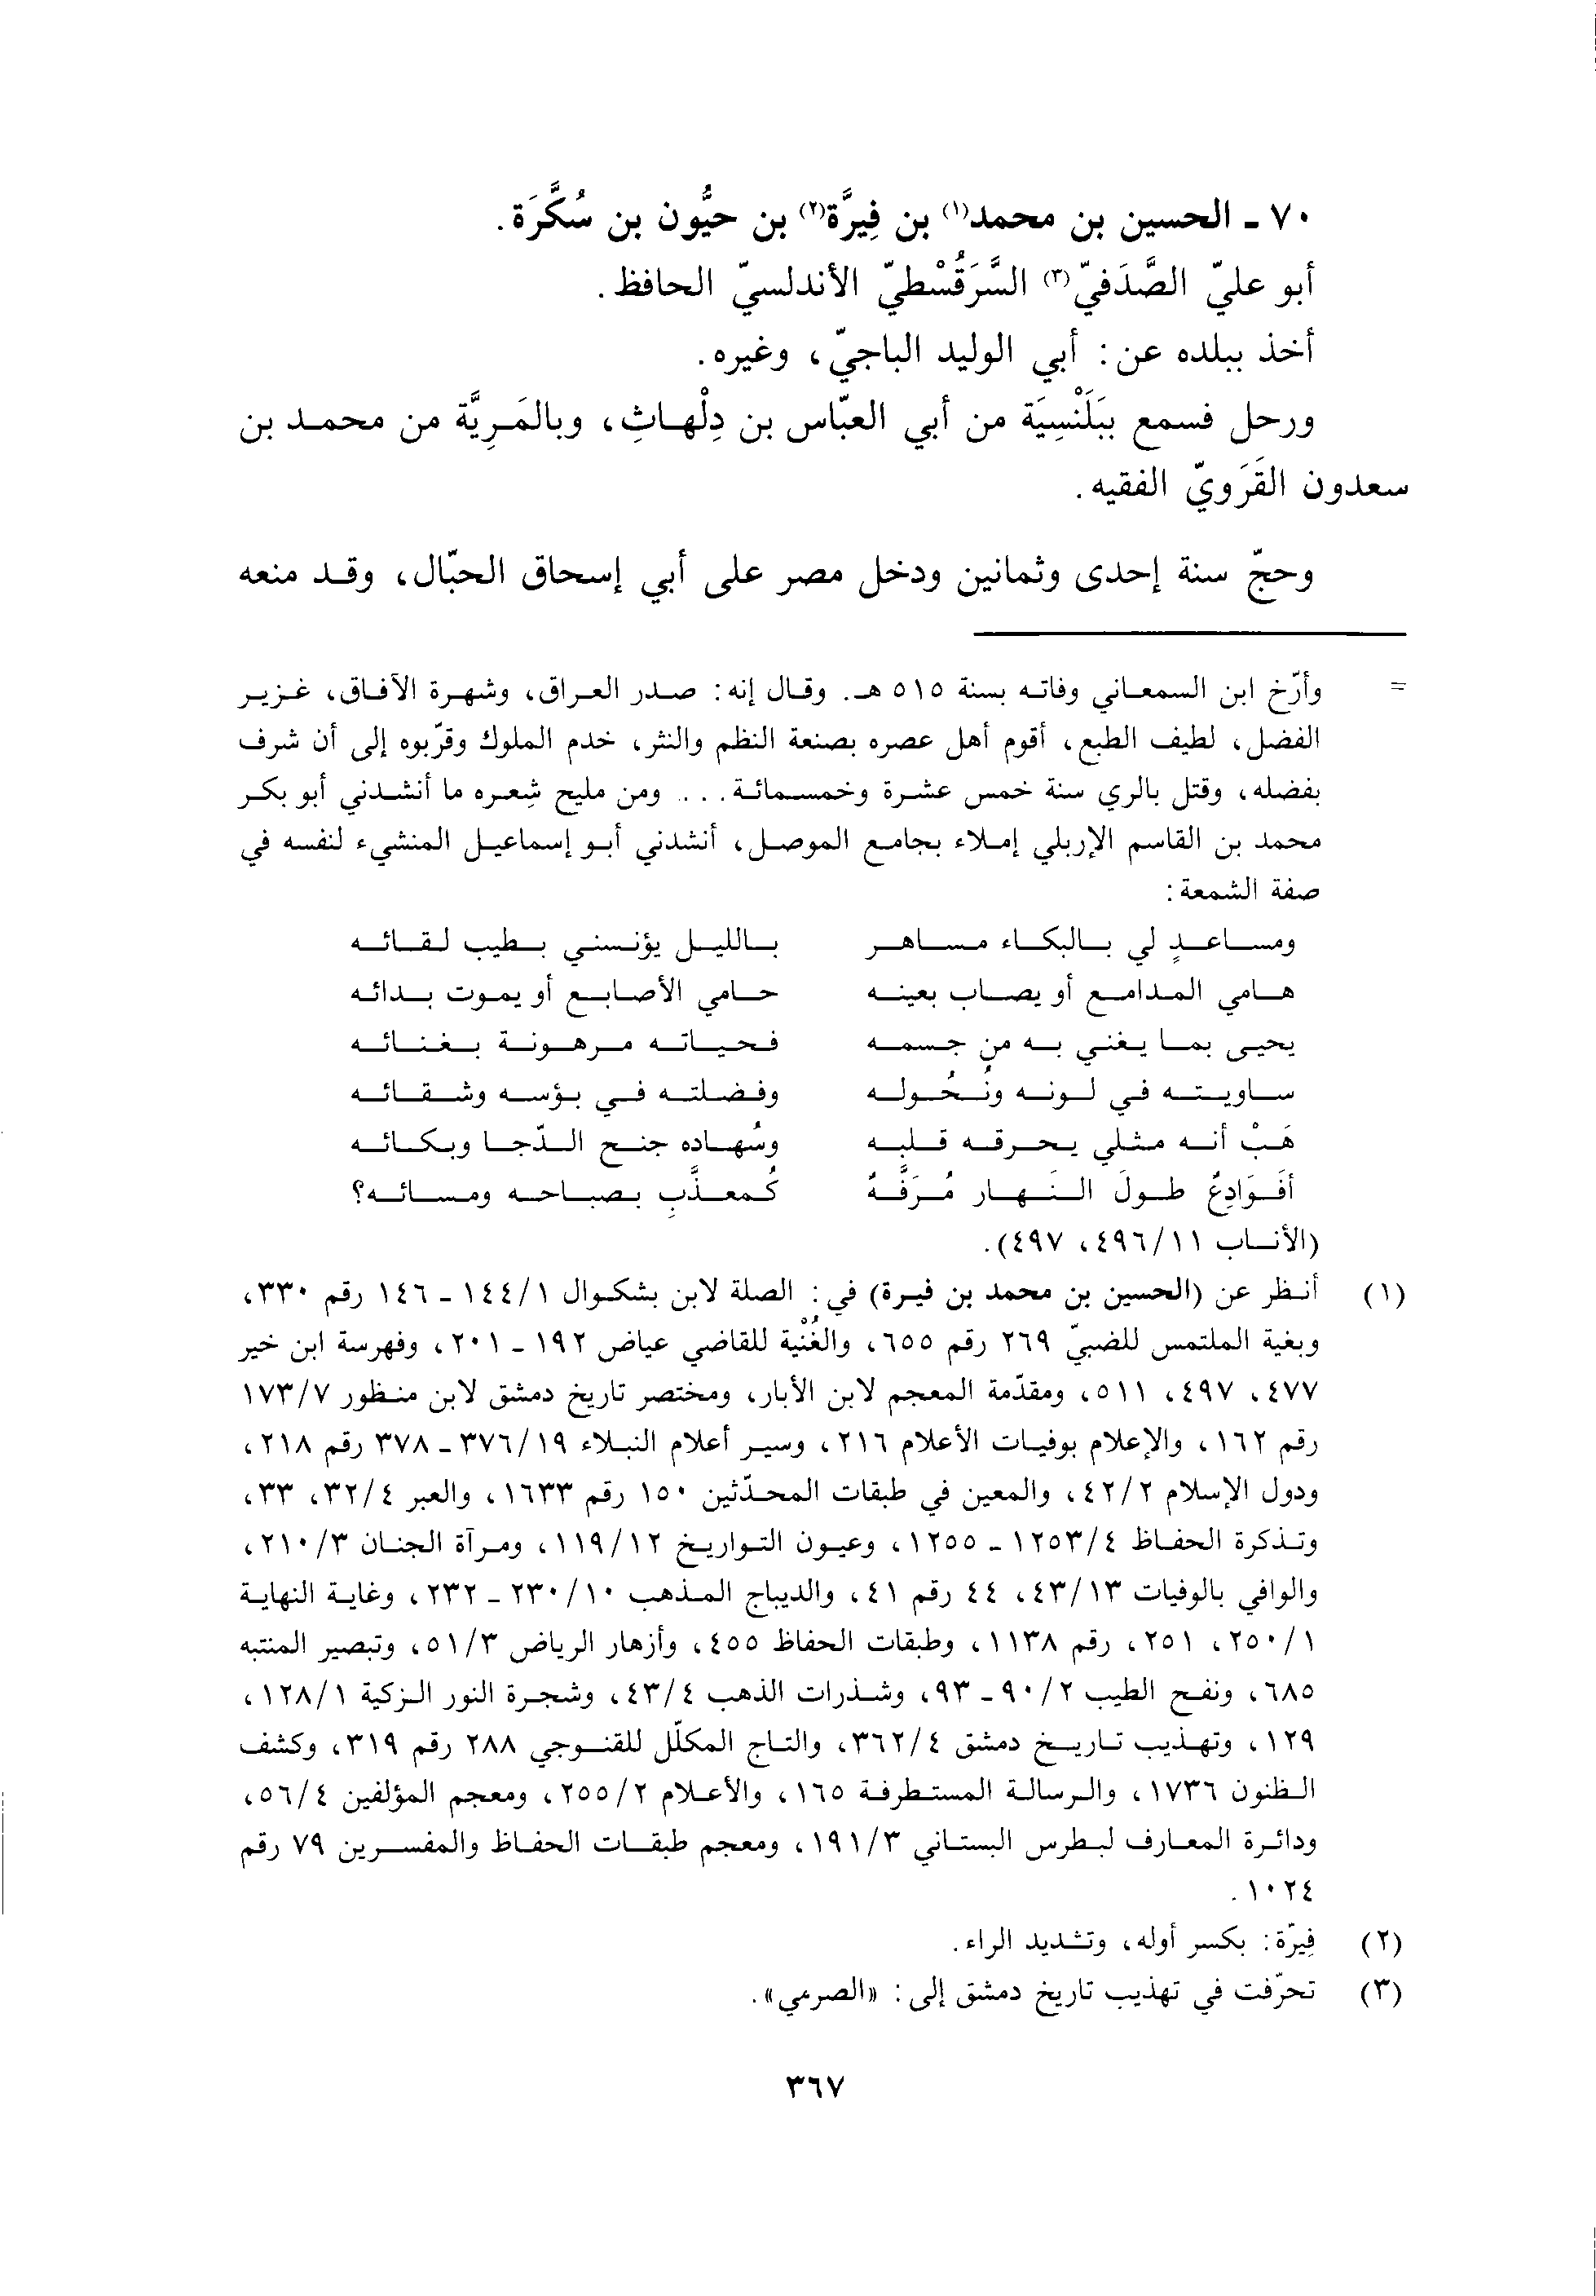 ٧٠ ـ الحسين بن محمد(١) بن فِيرَّة(٢) بن حيُّون بن سُكَّرَة.
أبو عليّ الصَّدَفيّ(٣) السَّرَقُسْطيّ الأندلسيّ الحافظ.
أخذ ببلده عن: أبي الوليد الباجيّ، وغيره.
ورحل فسمع ببَلَنْسِيَة من أبي العبّاس بن دِلْهاثِ، وبالمَرِيَّة من محمد بن
سعدون القَرَويّ الفقيه.
وحجّ سنة إحدى وثمانين ودخل مصر على أبي إسحاق الحبّال، وقد منعه
= وأرّخ ابن السمعاني وفاته بسنة ٥١٥ هـ. وقال إنه: صدر العراق، وشهرة الآفاق، غزير
الفضل، لطيف الطبع، أقوم أهل عصره بصنعة النظم والنثر، خدم الملوك وقرّبوه إلى أن شرف
بفضله، وقتل بالري سنة خمس عشرة وخمسمائة... ومن مليح شِعره ما أنشدني أبو بكر
محمد بن القاسم الإربلي إملاء بجامع الموصل، أنشدني أبو إسماعيل المنشيء لنفسه في
صفة الشمعة:
ومساعدٍ لي بالبكاء مساهر بالليل يؤنسني بطيب لقائه
هامي المدامع أو يصاب بعينه حامي الأصابع أو يموت بدائه
يحيى بما يغني به من جسمه فحياته مرهونة بغنائه
ساويته في لونه ونُحُوله وفضلته في بؤسه وشقائه
هَبْ أنه مثلي يحرقه قلبه وسُهاده جنح الدّجا وبكائه
أفَوَادِعٌ طولَ النَهار مُرَفَّهٌ كُمعذَّبٍ بصباحه ومسائه؟
(الأنساب ٤٩٦/١١، ٤٩٧).
(١) أنظر عن (الحسين بن محمد بن فيرة) في: الصلة لابن بشكوال ١٤٤/١ ـ ١٤٦ رقم ٣٣٠،
وبغية الملتمس للضبيّ ٢٦٩ رقم ٦٥٥، والغُنْية للقاضي عياض ١٩٢ ـ ٢٠١، وفهرسة ابن خير
٤٧٧، ٤٩٧، ٥١١، ومقدّمة المعجم لابن الأبار، ومختصر تاريخ دمشق لابن منظور ١٧٣/٧
رقم ١٦٢، والإعلام بوفيات الأعلام ٢١٦، وسير أعلام النبلاء ٣٧٦/١٩ ـ ٣٧٨ رقم ٢١٨،
ودول الإسلام ٤٢/٢، والمعين في طبقات المحدّثين ١٥٠ رقم ١٦٣٣، والعبر ٣٢/٤، ٣٣،
وتذكرة الحفاظ ١٢٥٣/٤ ـ ١٢٥٥، وعيون التواريخ ١١٩/١٢، ومرآة الجنان ٢١٠/٣،
والوافي بالوفيات ٤٣/١٣، ٤٤ رقم ٤١، والديباج المذهب ٢٣٠/١٠ ـ ٢٣٢، وغاية النهاية
٢٥٠/١، ٢٥١، رقم ١١٣٨، وطبقات الحفاظ ٤٥٥، وأزهار الرياض ٥١/٣، وتبصير المنتبه
٦٨٥، ونفح الطيب ٩٠/٢ ـ ٩٣، وشذرات الذهب ٤٣/٤، وشجرة النور الزكية ١٢٨/١،
١٢٩، وتهذيب تاريخ دمشق ٣٦٢/٤، والتاج المكلّل للقنوجي ٢٨٨ رقم ٣١٩، وكشف
الظنون ١٧٣٦، والرسالة المستطرفة ١٦٥، والأعلام ٢٥٥/٢، ومعجم المؤلفين ٥٦/٤،
ودائرة المعارف لبطرس البستاني ١٩١/٣، ومعجم طبقات الحفاظ والمفسرين ٧٩ رقم
١٠٢٤.
(٢) فِيرّة: بكسر أوله، وتشديد الراء.
(٣) تحرّفت في تهذيب تاريخ دمشق إلى: «الصرمي».
٣٦٧